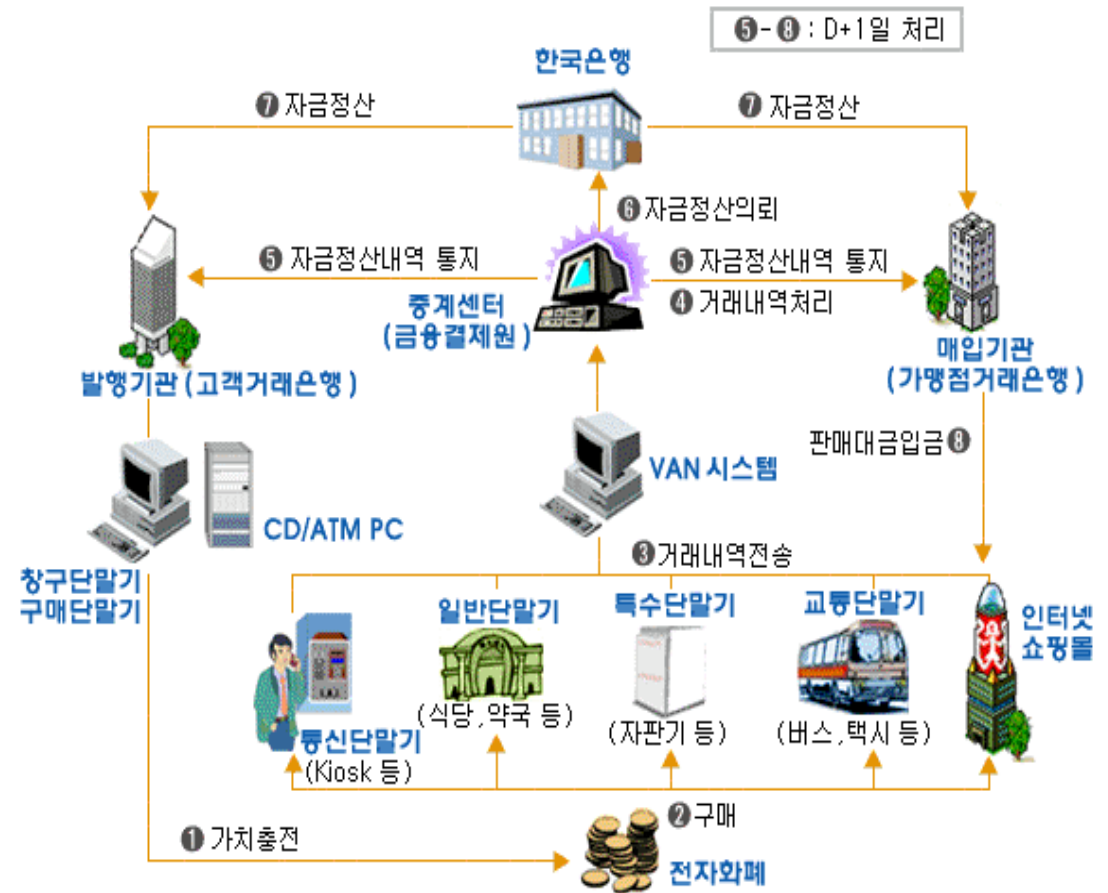 ❺-❽ : D+1일 처리
한국은행
❼ 자금정산
❼ 자금정산
❻ 자금정산의뢰
❺ 자금정산내역 통지
❺ 자금정산내역 통지
❹ 거래내역처리
중계센터
(금융결제원)
발행기관 (고객거래은행)
매입기관
(가맹점거래은행)
판매대금입금❽
VAN 시스템
CD/ATM PC
창구단말기
구매단말기
❸거래내역전송
일반단말기
(식당,약국 등)
특수단말기
(자판기 등)
교통단말기
(버스,택시 등)
인터넷
쇼핑몰
통신단말기
(Kiosk 등)
❶ 가치충전
❷구매
전자화폐